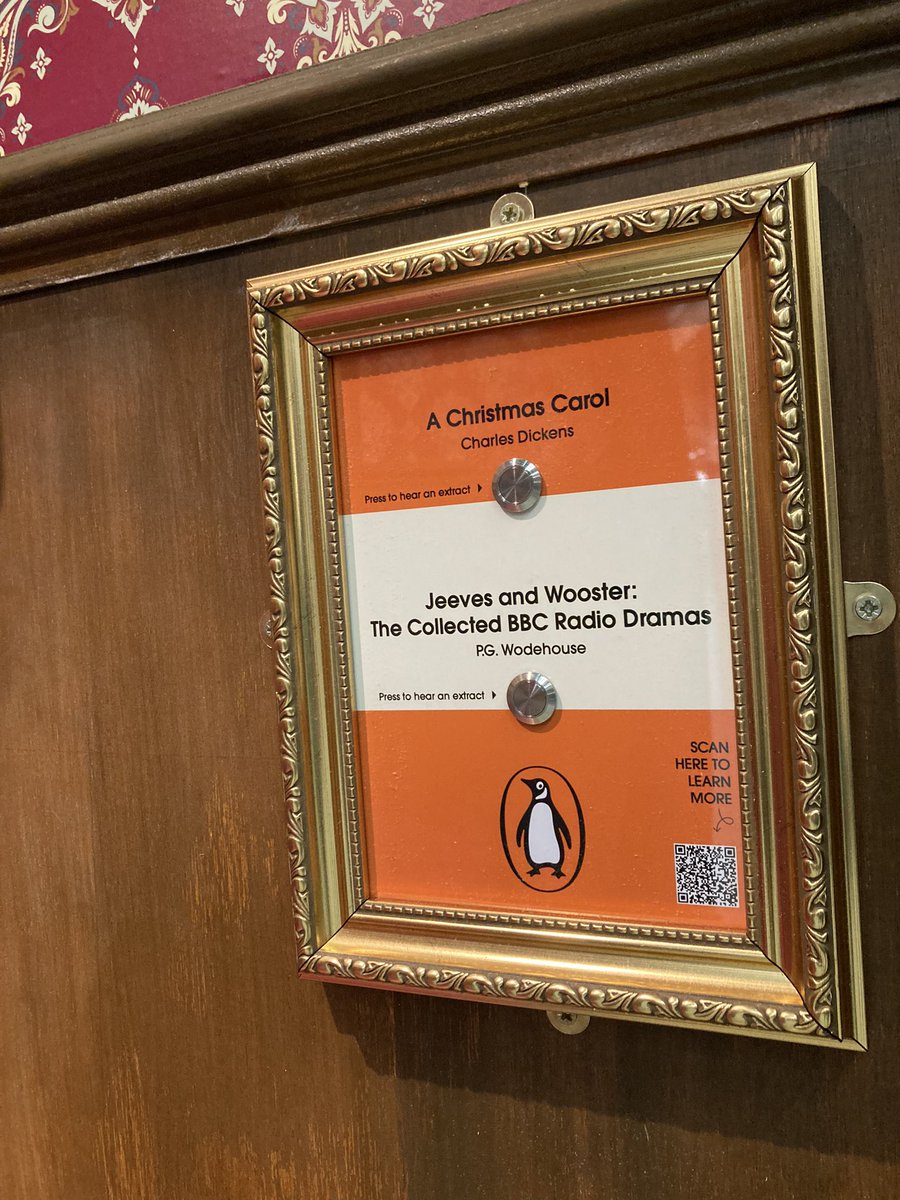 A Christmas Carol
Charles Dickens
Press to hear an extract
Jeeves and Wooster:
The Collected BBC Radio Dramas
P.G. Wodehouse
Press to hear an extract
SCAN
HERE TO
LEARN
MORE